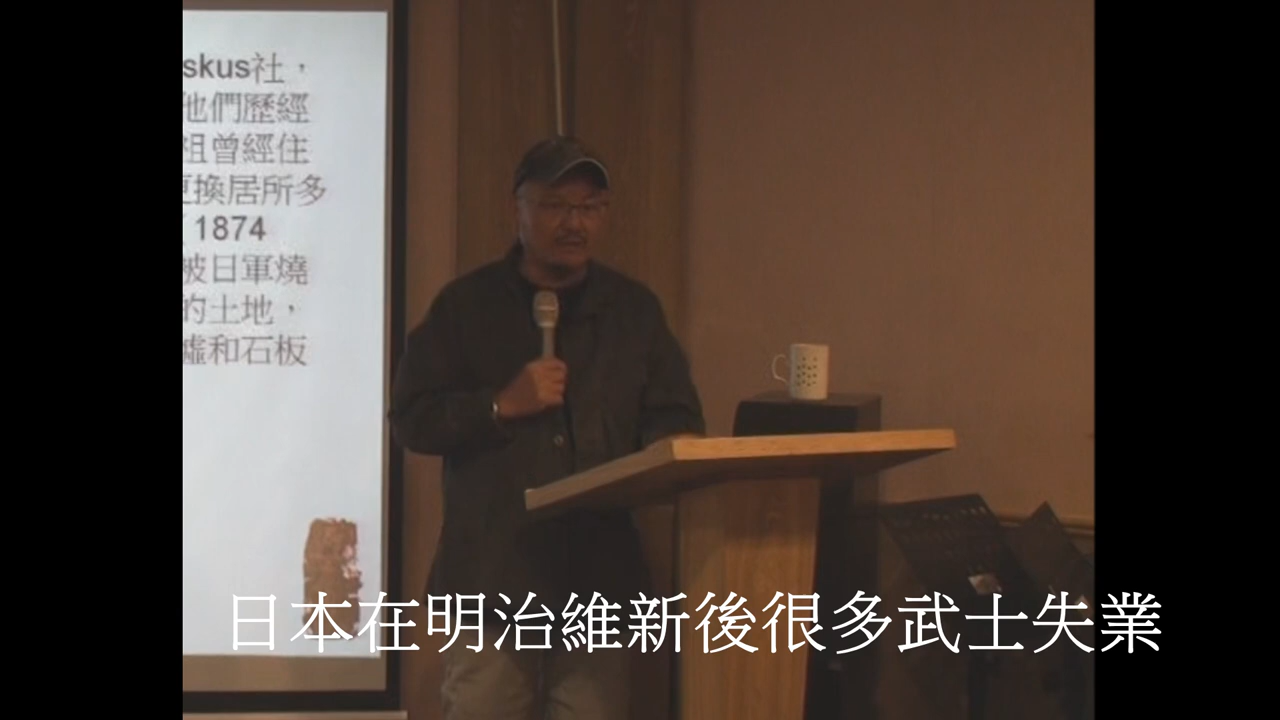 skus社，
他們歷經
祖曾經住
更換居所多
1874
被日軍燒
的土地，
墟和石板
日本在明治維新後很多武士失業